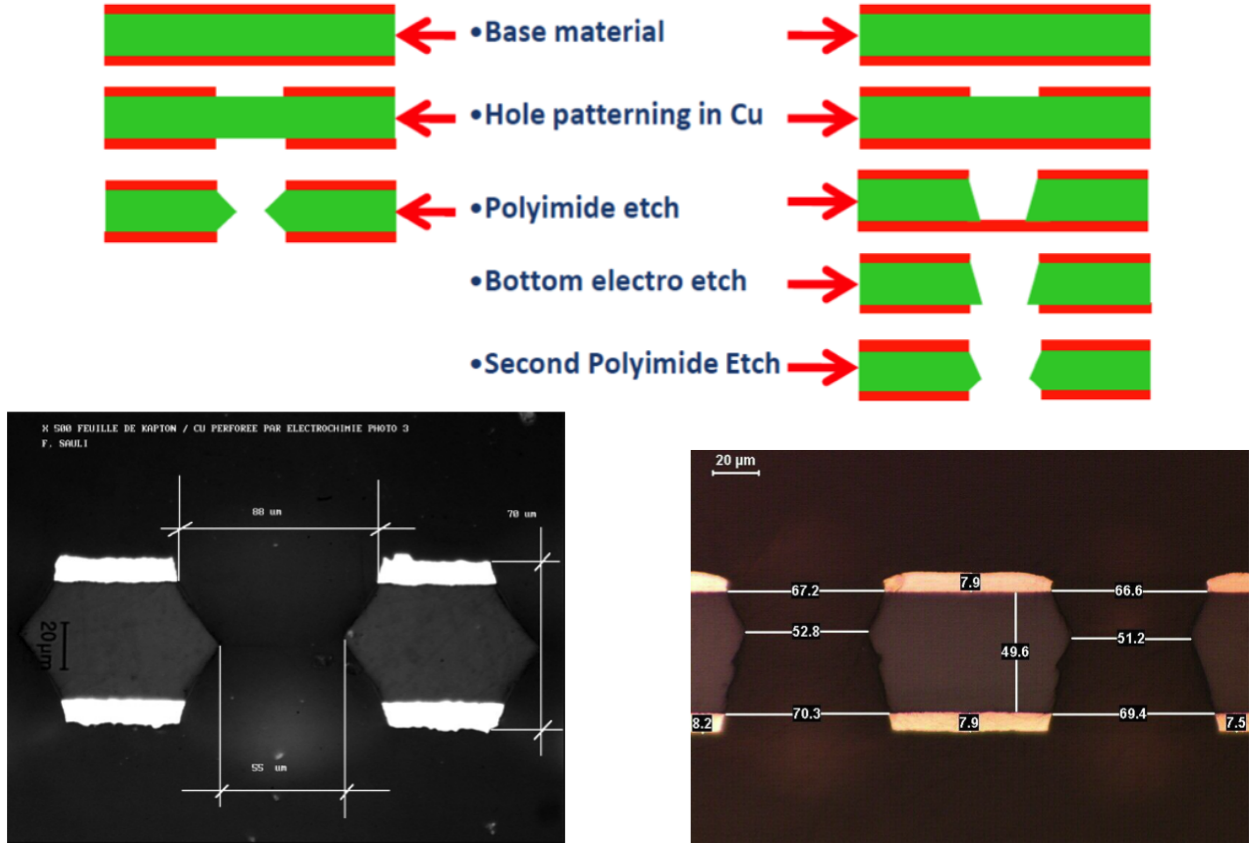 •Base material
•Hole patterning in Cu
•Polyimide etch
•Bottom electro etch
•Second Polyimide Etch
X 500 FEUILLE DE KAPTON / CU PERFOREE PAR ELECTROCHIMIE PHOTO 3
F. SAULI
88 um
70 um
20µm
55 um
20 µm
7.9
67.2
66.6
52.8
51.2
49.6
70.3
69.4
8.2
7.9
7.5